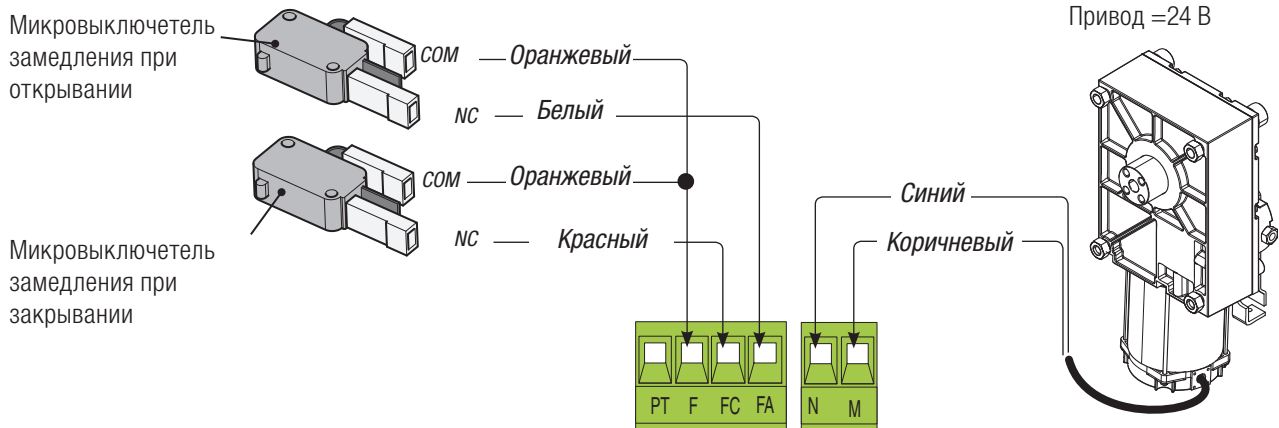 Микровыключетель
замедления при
открывании
COM
Оранжевый
NC
Белый
COM
Оранжевый
NC
Красный
Микровыключетель
замедления при
закрывании
Привод =24 В
Синий
Коричневый
PT F FC FA
N M